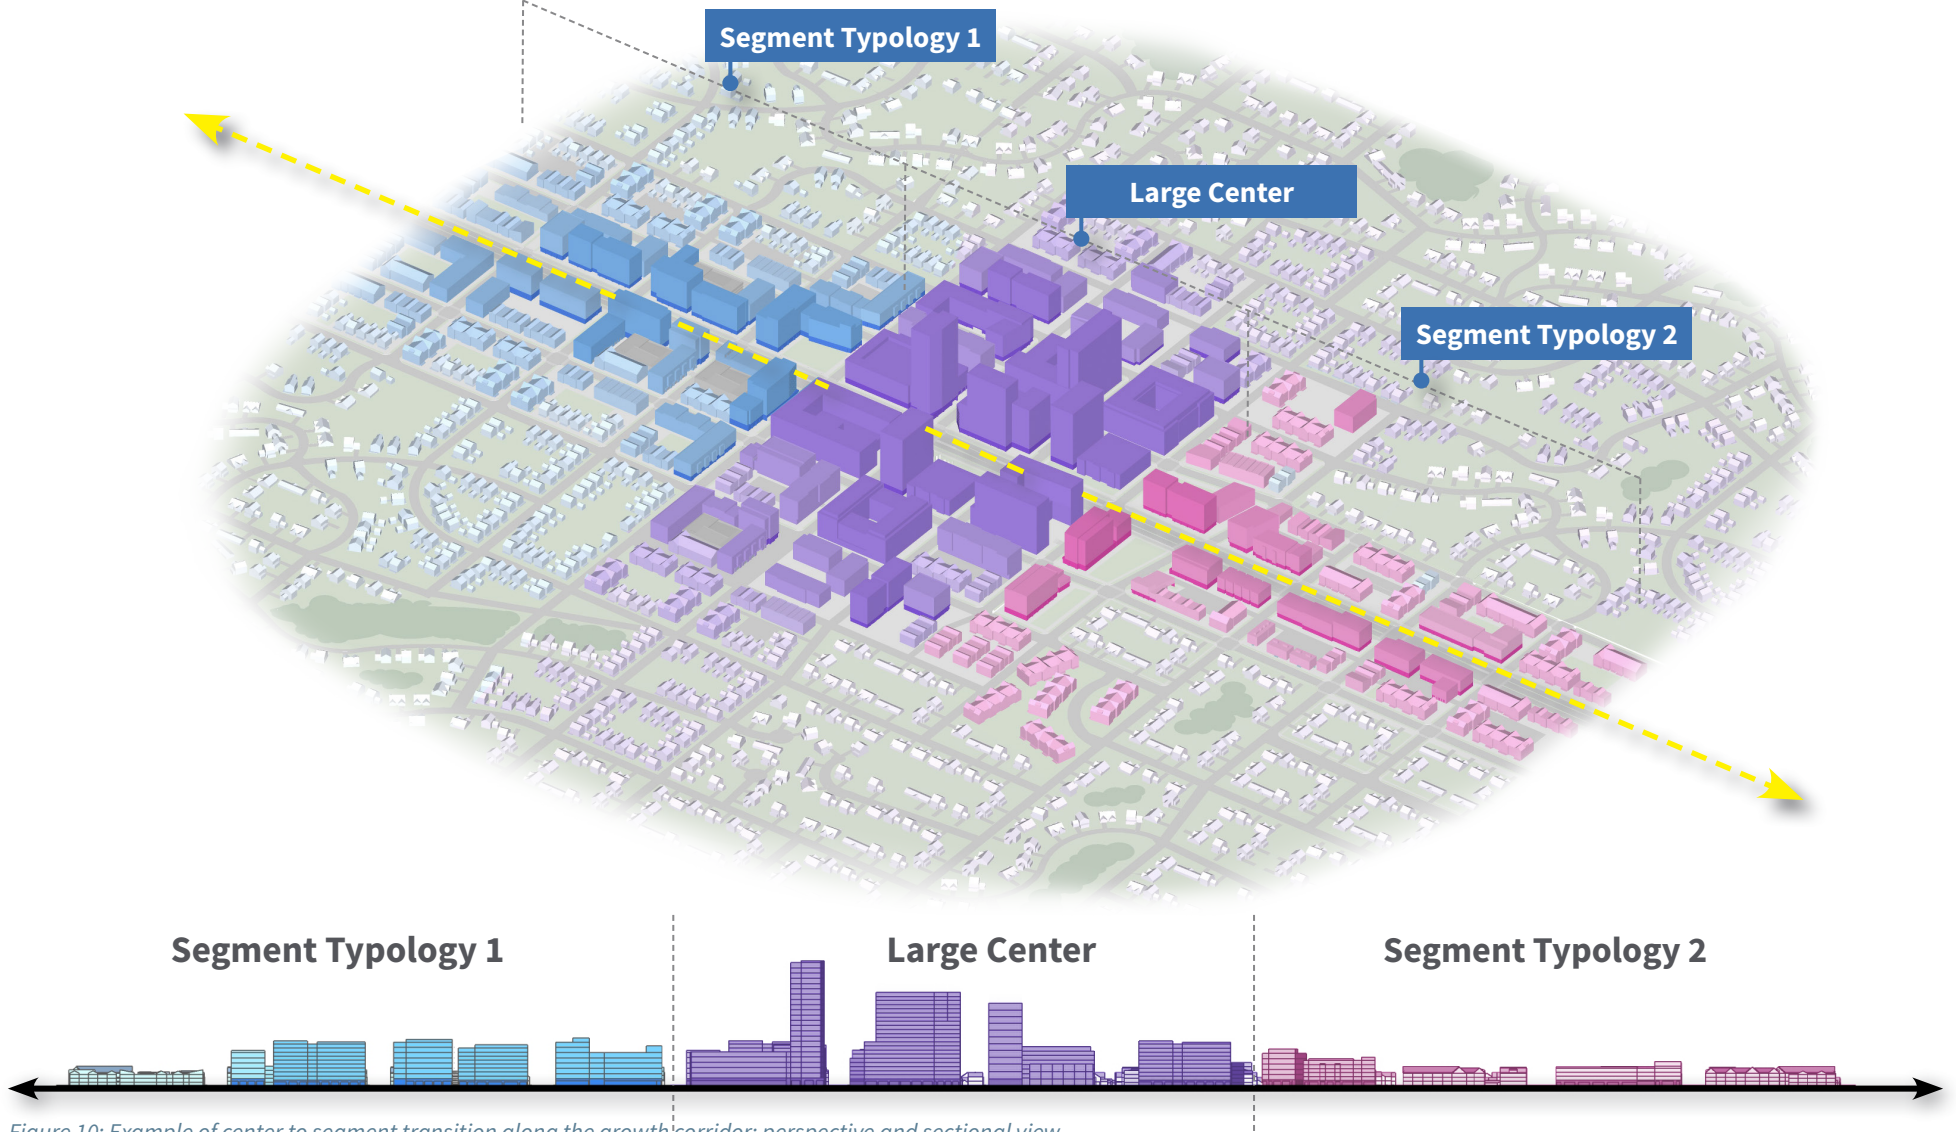 Segment Typology 1
Large Center
Segment Typology 2
Segment Typology 1
Large Center
Segment Typology 2
Figure 10: Example of center to segment transition along the growth corridor: perspective and sectional view